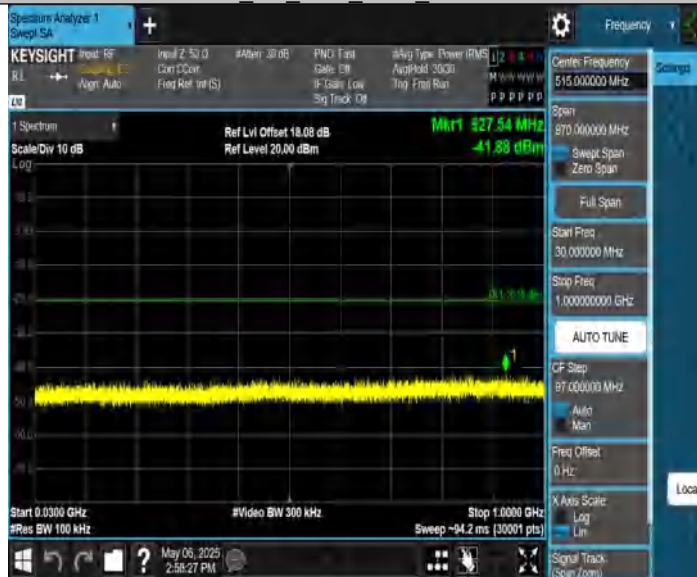 Spectrum Analyzer 1
Swept SA
+
Frequency
KEYSIGHT
Input: RF
Align: Auto
Corr CCorr
Freq Ref: Int (S)
#Atten: 30 dB
PNO: Fast
Gate: Off
IF Gain: Low
Sig Track: Off
#Avg Type: Power (RMS
Avg|Hold: 30/30
Trig: Free Run
P P P P P P
1 Spectrum
Scale/Div 10 dB
Log
Ref Lvl Offset 18.08 dB
Ref Level 20.00 dBm
Mkr1 927.54 MHz
-41.88 dBm
1
Start 0.0300 GHz
#Res BW 100 kHz
#Video BW 300 kHz
Stop 1.0000 GHz
Sweep ~94.2 ms (30001 pts)
May 06, 2025
2:58:27 PM
?
Center Frequency
515.000000 MHz
Settings
Span
970.000000 MHz
Swept Span
Zero Span
Full Span
Start Freq
30.000000 MHz
Stop Freq
1.000000000 GHz
AUTO TUNE
CF Step
97.000000 MHz
Auto
Man
Freq Offset
0 Hz
X Axis Scale
Log
Lin
Signal Track
(Span Zoom)
Loca